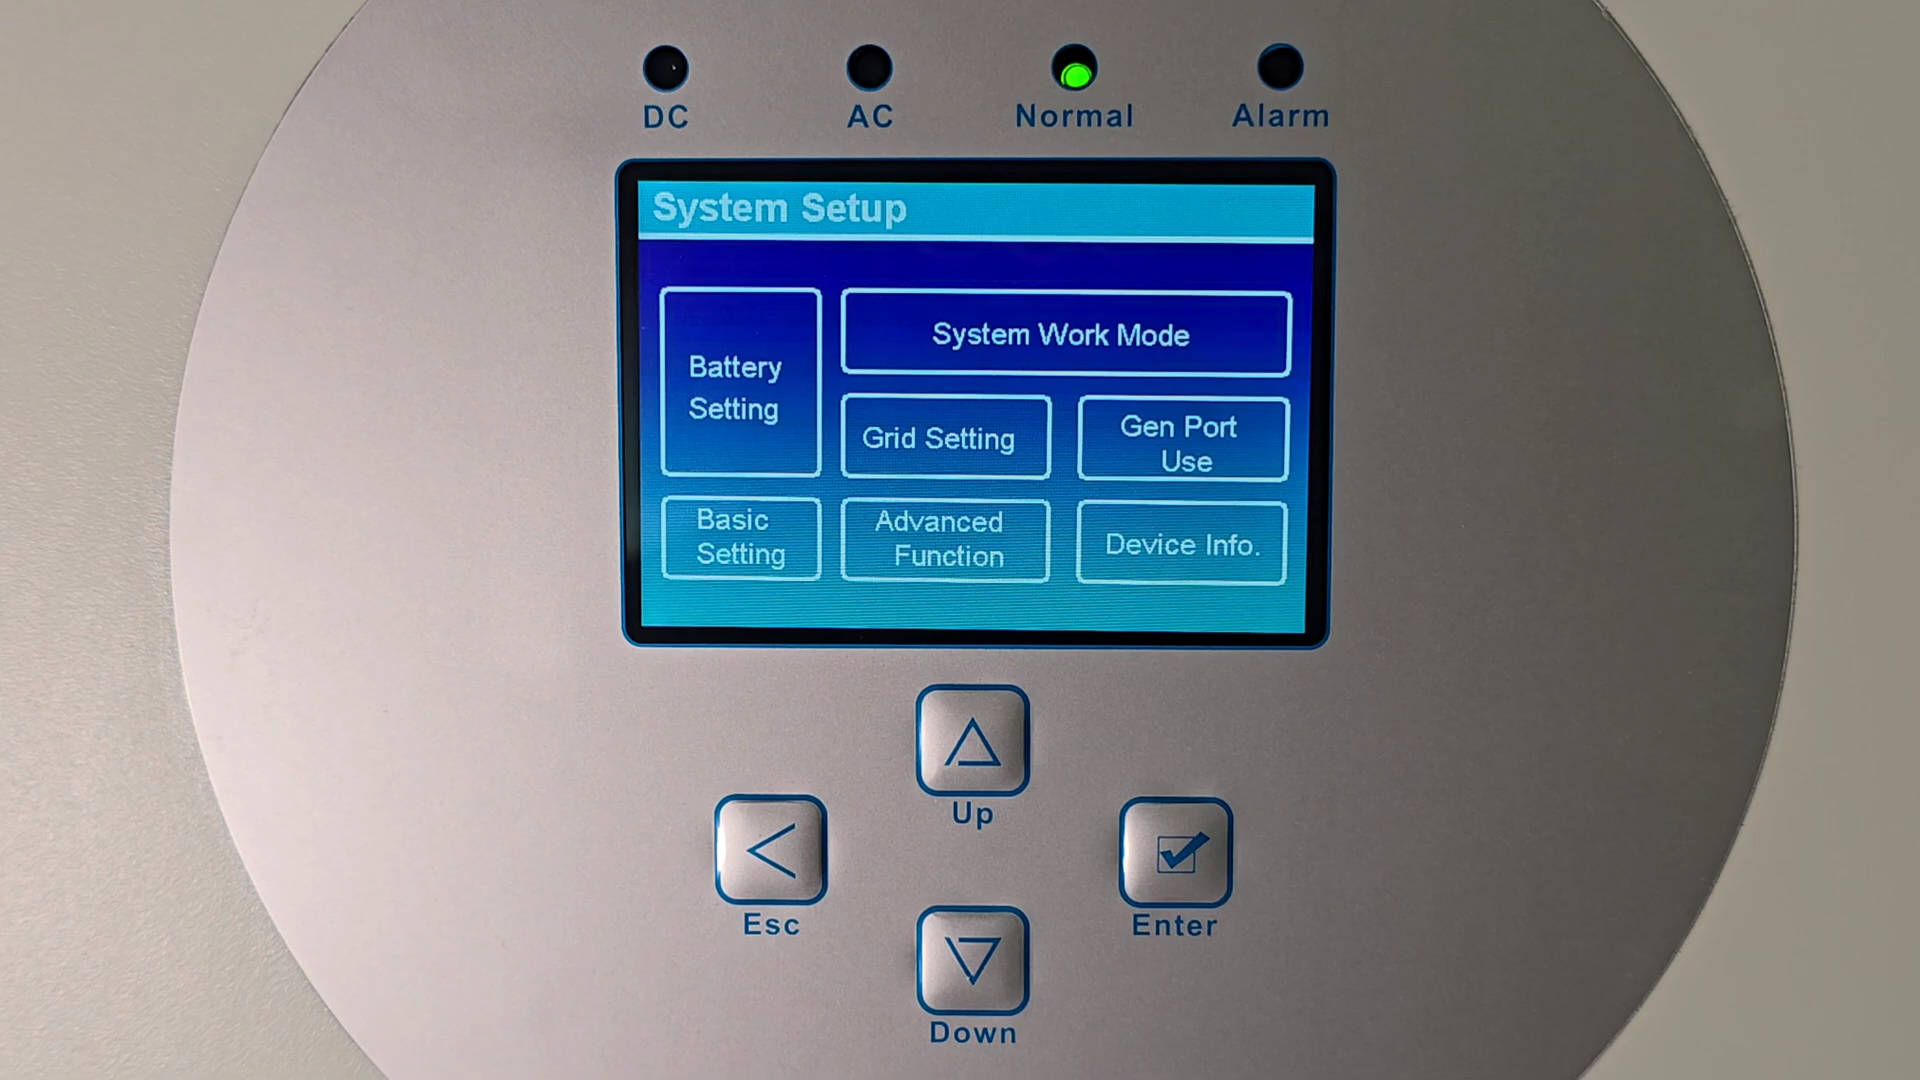 DC
AC
Normal
Alarm
System Setup
Battery
Setting
System Work Mode
Grid Setting
Gen Port
Use
Basic
Setting
Advanced
Function
Device Info.
Up
Esc
Enter
Down